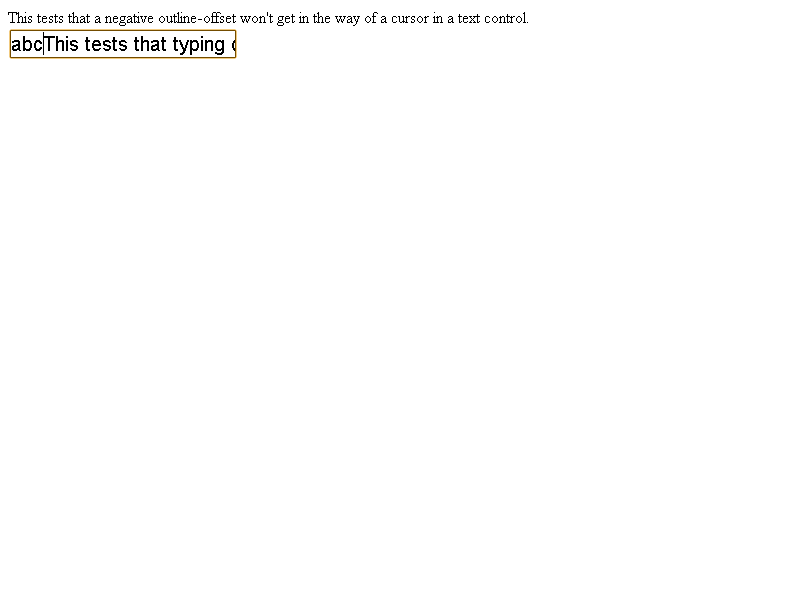 This tests that a negative outline-offset won't get in the way of a cursor in a text control.
abcThis tests that typing